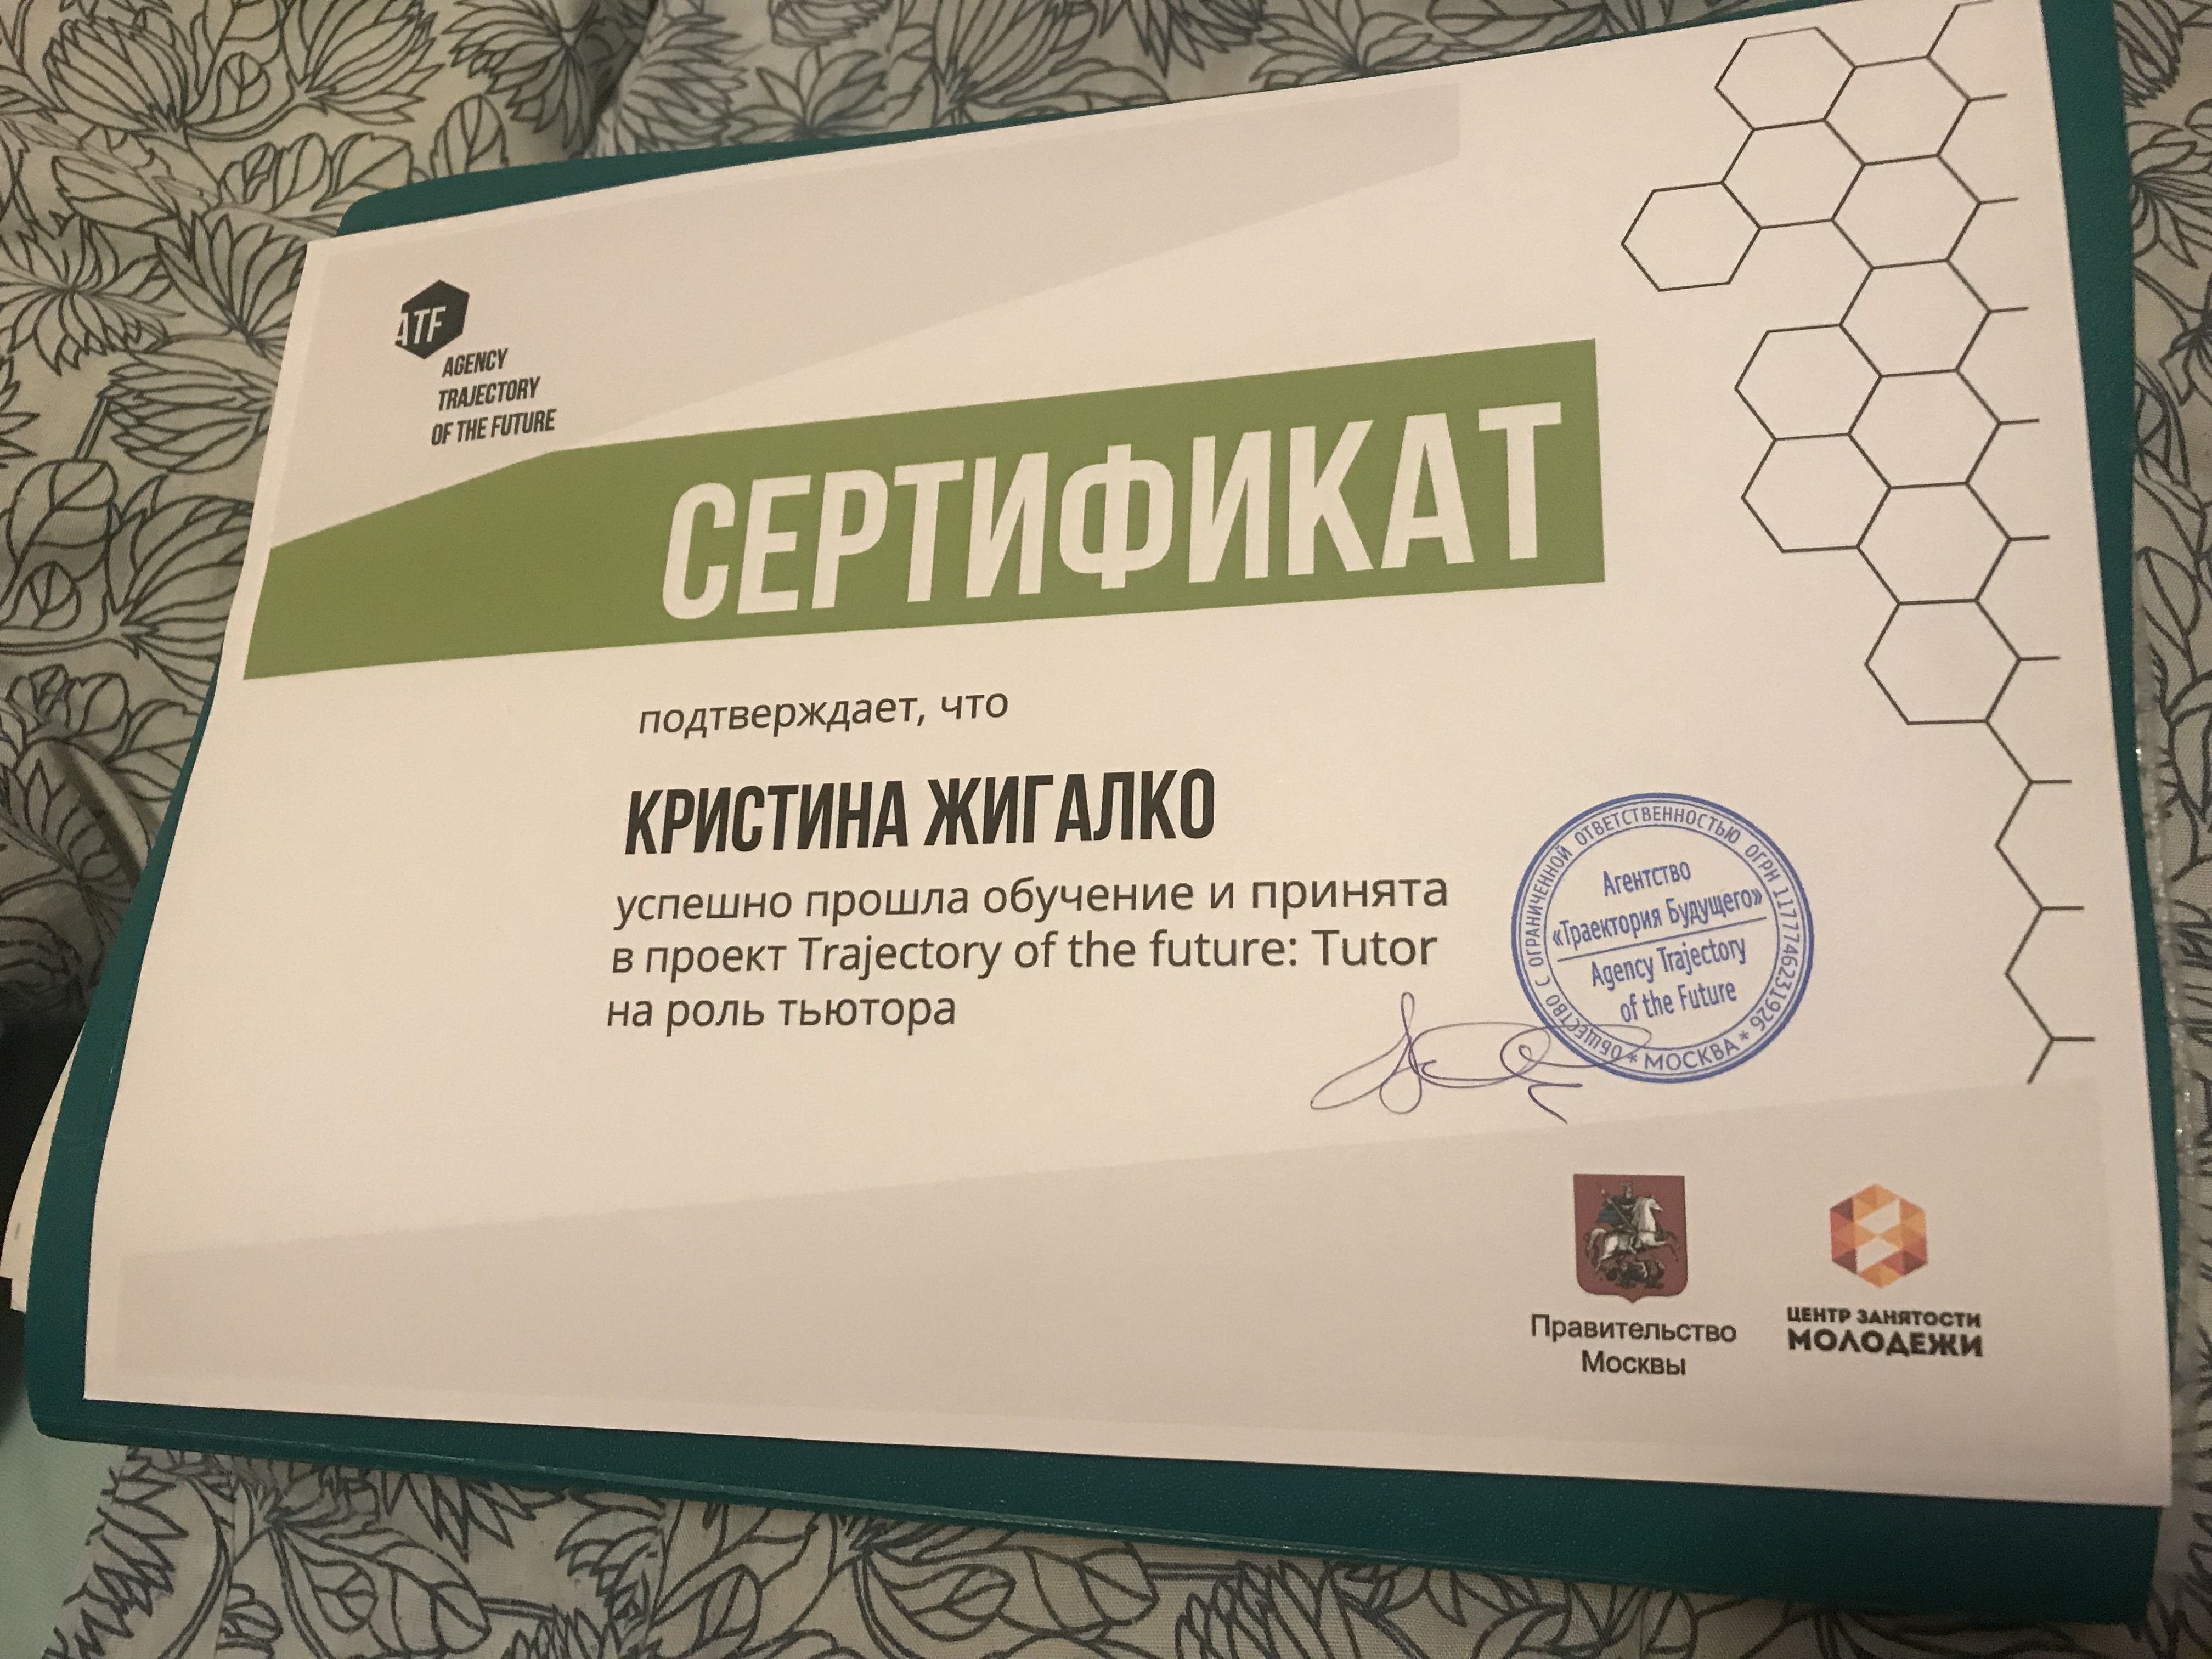 ATF
AGENCY
TRAJECTORY
OF THE FUTURE
СЕРТИФИКАТ
подтверждает, что
КРИСТИНА ЖИГАЛКО
успешно прошла обучение и принята
в проект Trajectory of the future: Tutor
на роль тьютора
ОБЩЕСТВО С ОГРАНИЧЕННОЙ ОТВЕТСТВЕННОСТЬЮ ОГРН 1177746231926
* МОСКВА *
Агентство
«Траектория Будущего»
Agency Trajectory
of the Future
Правительство
Москвы
ЦЕНТР ЗАНЯТОСТИ
МОЛОДЕЖИ